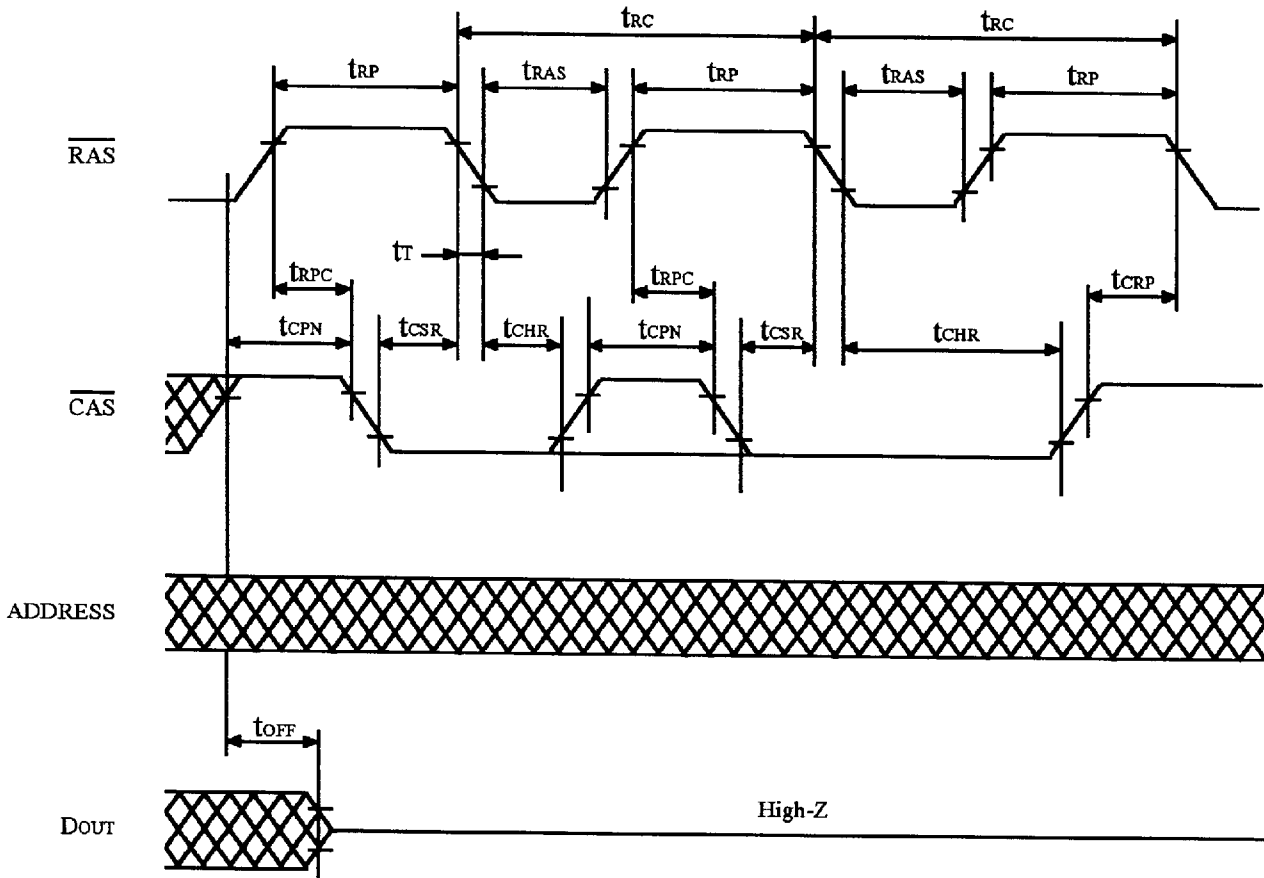 tRC tRC
tRP tRAS tRP tRAS tRP
RAS
tT
tRPC tRPC tCRP
tCPN tCSR tCHR tCPN tCSR tCHR
CAS
ADDRESS
tOFF
DOUT High-Z